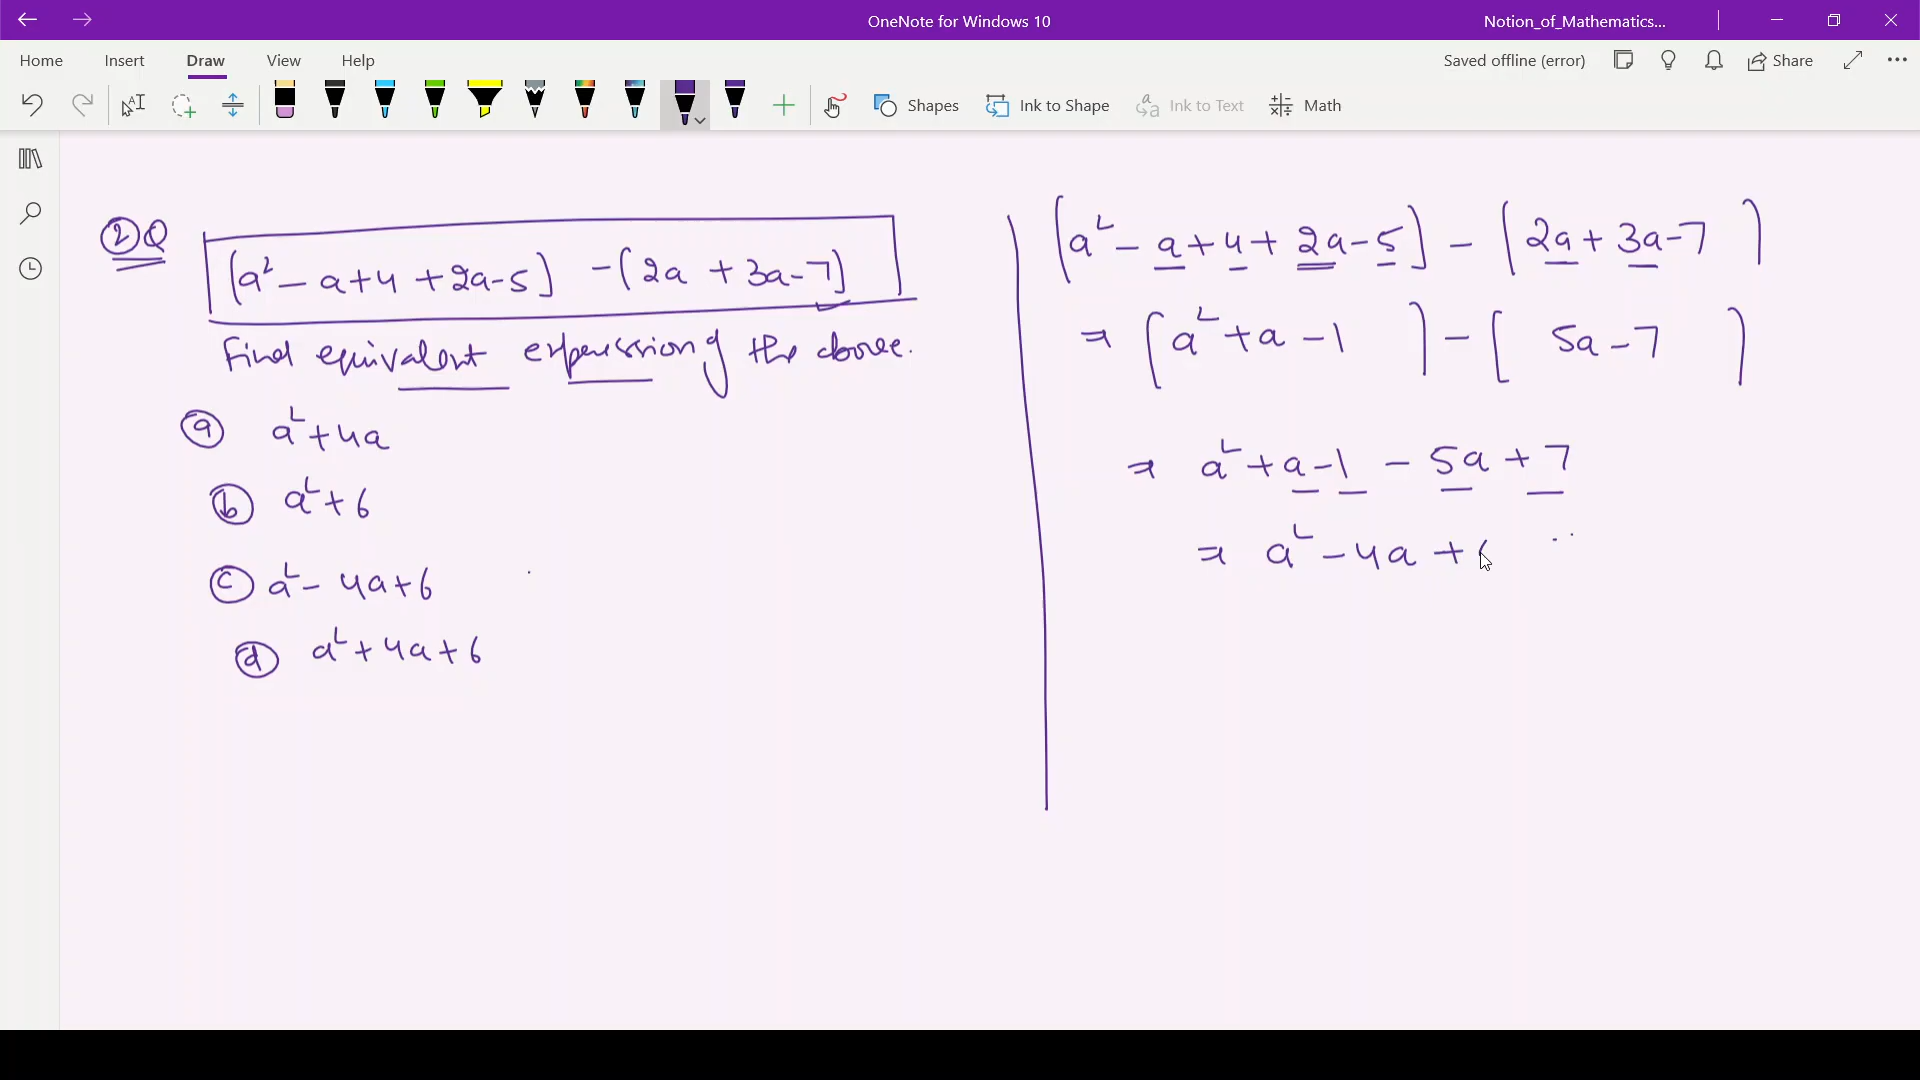 OneNote for Windows 10
Notion_of_Mathematics...
Home Insert Draw View Help
Saved offline (error) Share
Shapes Ink to Shape Ink to Text Math
②Q
(a² - a+4 +2a-5) -(2a +3a-7)
Find equivalent expression of the above.
ⓐ a²+4a
ⓑ a²+6
ⓒ a²- 4a+6
ⓓ a²+4a+6
(a² - a+4+ 2a-5) - (2a+3a-7)
⇒ (a²+a-1) - [5a-7)
⇒ a²+a-1 - 5a+7
⇒ a²-4a+6